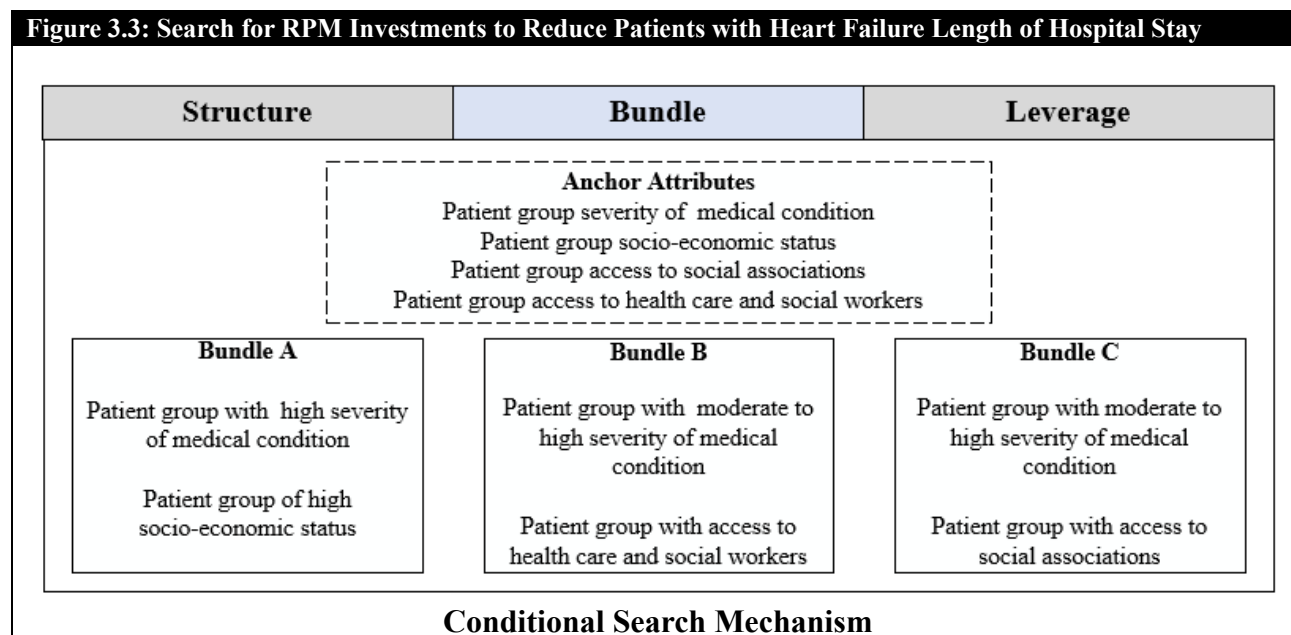 Figure 3.3: Search for RPM Investments to Reduce Patients with Heart Failure Length of Hospital Stay
Structure
Bundle
Leverage
Anchor Attributes
Patient group severity of medical condition
Patient group socio-economic status
Patient group access to social associations
Patient group access to health care and social workers
Bundle A
Patient group with high severity
of medical condition
Patient group of high
socio-economic status
Bundle B
Patient group with moderate to
high severity of medical
condition
Patient group with access to
health care and social workers
Bundle C
Patient group with moderate to
high severity of medical
condition
Patient group with access to
social associations
Conditional Search Mechanism